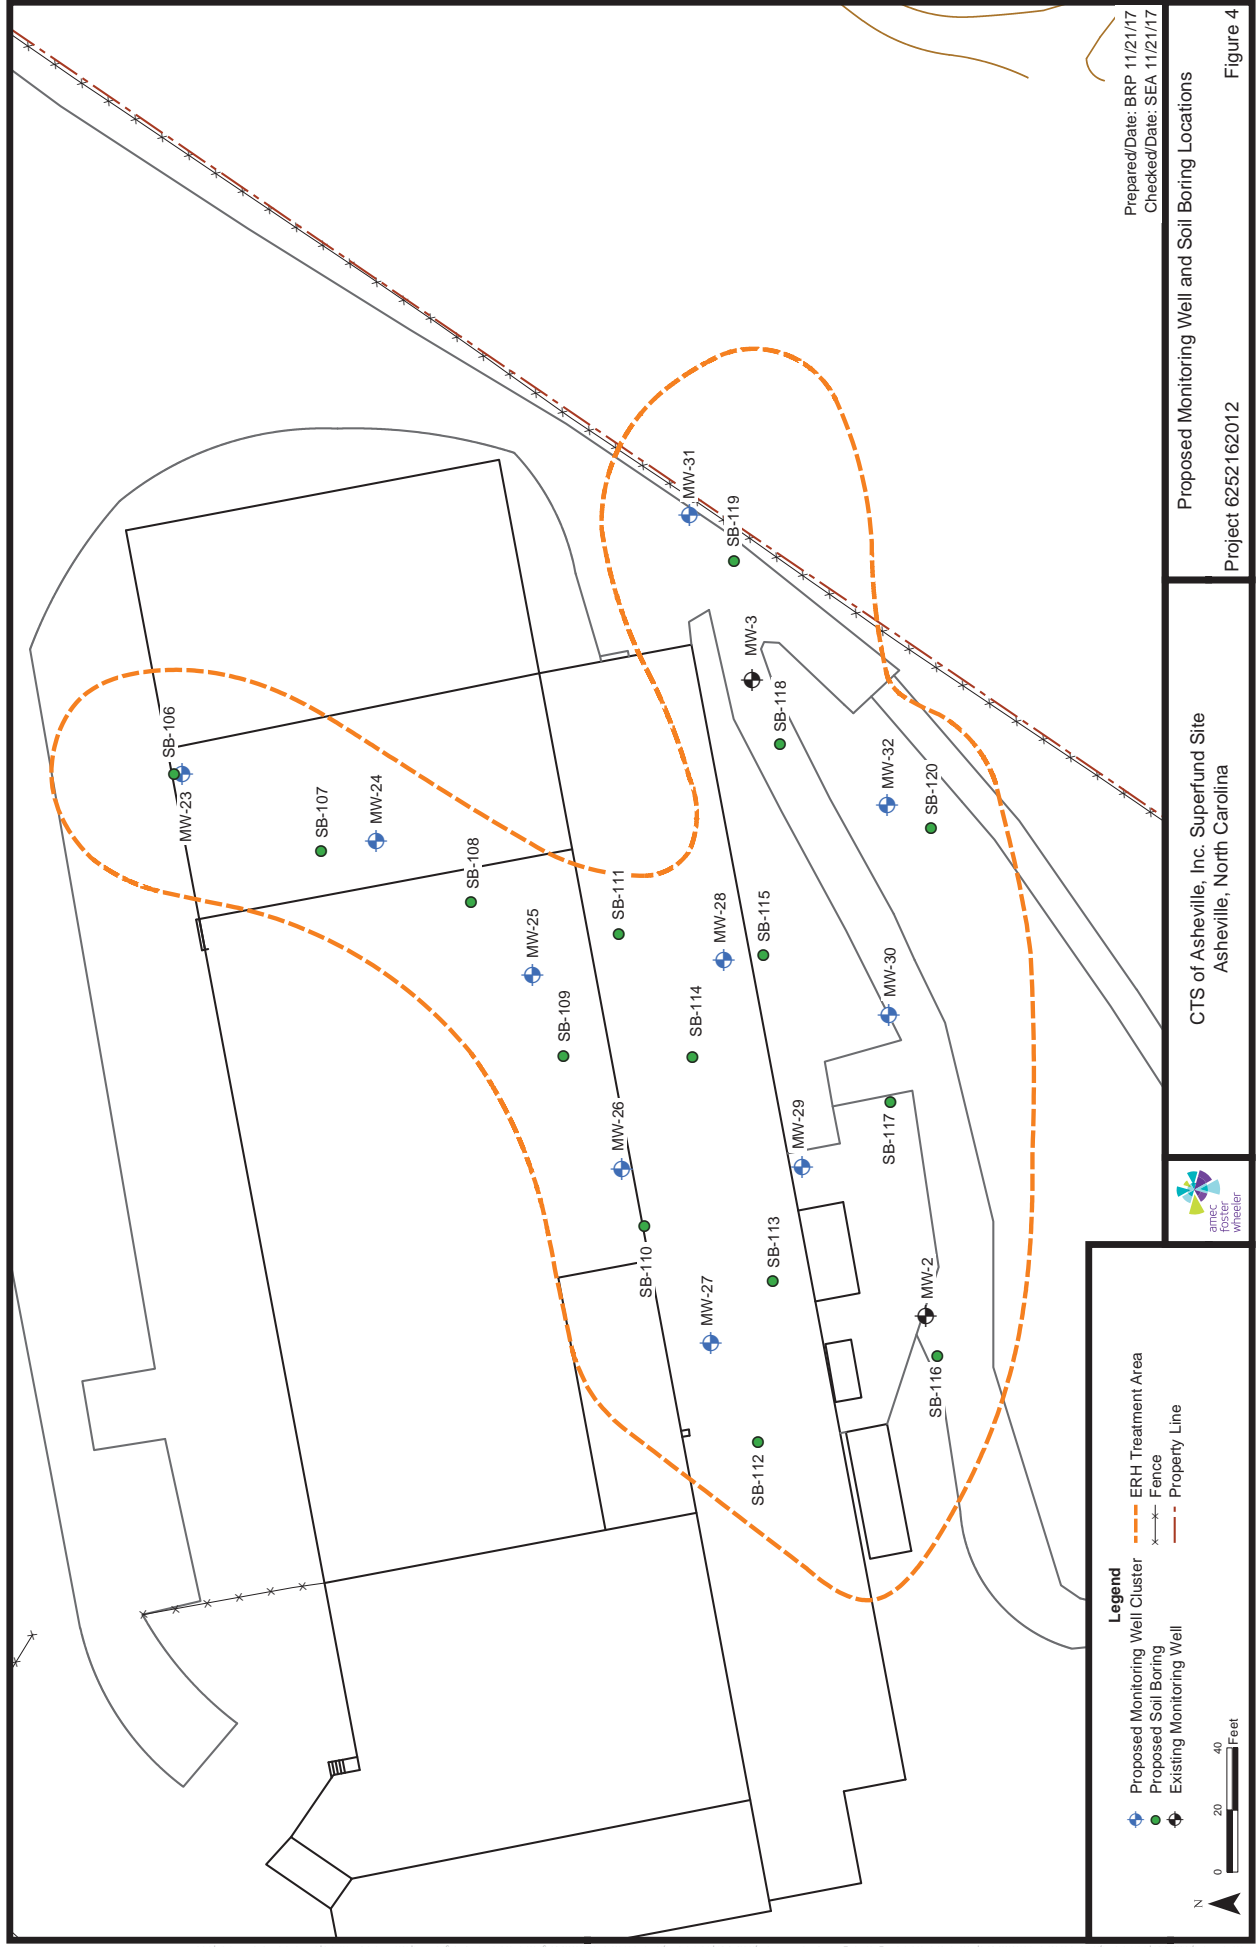 SB-106
MW-23
SB-107
MW-24
SB-108
MW-25
SB-109
SB-111
MW-26
SB-110
SB-114
MW-28
SB-115
MW-27
SB-113
MW-29
SB-112
MW-31
SB-119
MW-3
SB-118
MW-32
SB-120
MW-30
SB-117
MW-2
SB-116
Prepared/Date: BRP 11/21/17
Checked/Date: SEA 11/21/17
Legend
Proposed Monitoring Well Cluster
Proposed Soil Boring
Existing Monitoring Well
ERH Treatment Area
Fence
Property Line
N
0 20 40
Feet
amec
foster
wheeler
CTS of Asheville, Inc. Superfund Site
Asheville, North Carolina
Proposed Monitoring Well and Soil Boring Locations
Project 6252162012
Figure 4